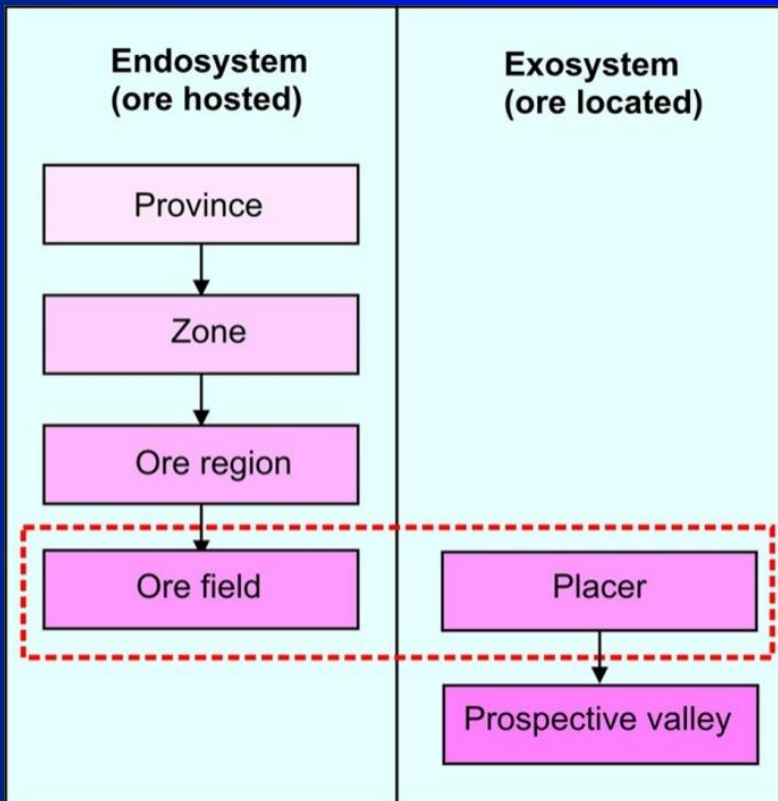 Endosystem
(ore hosted)
Province
Zone
Ore region
Ore field
Exosystem
(ore located)
Placer
Prospective valley